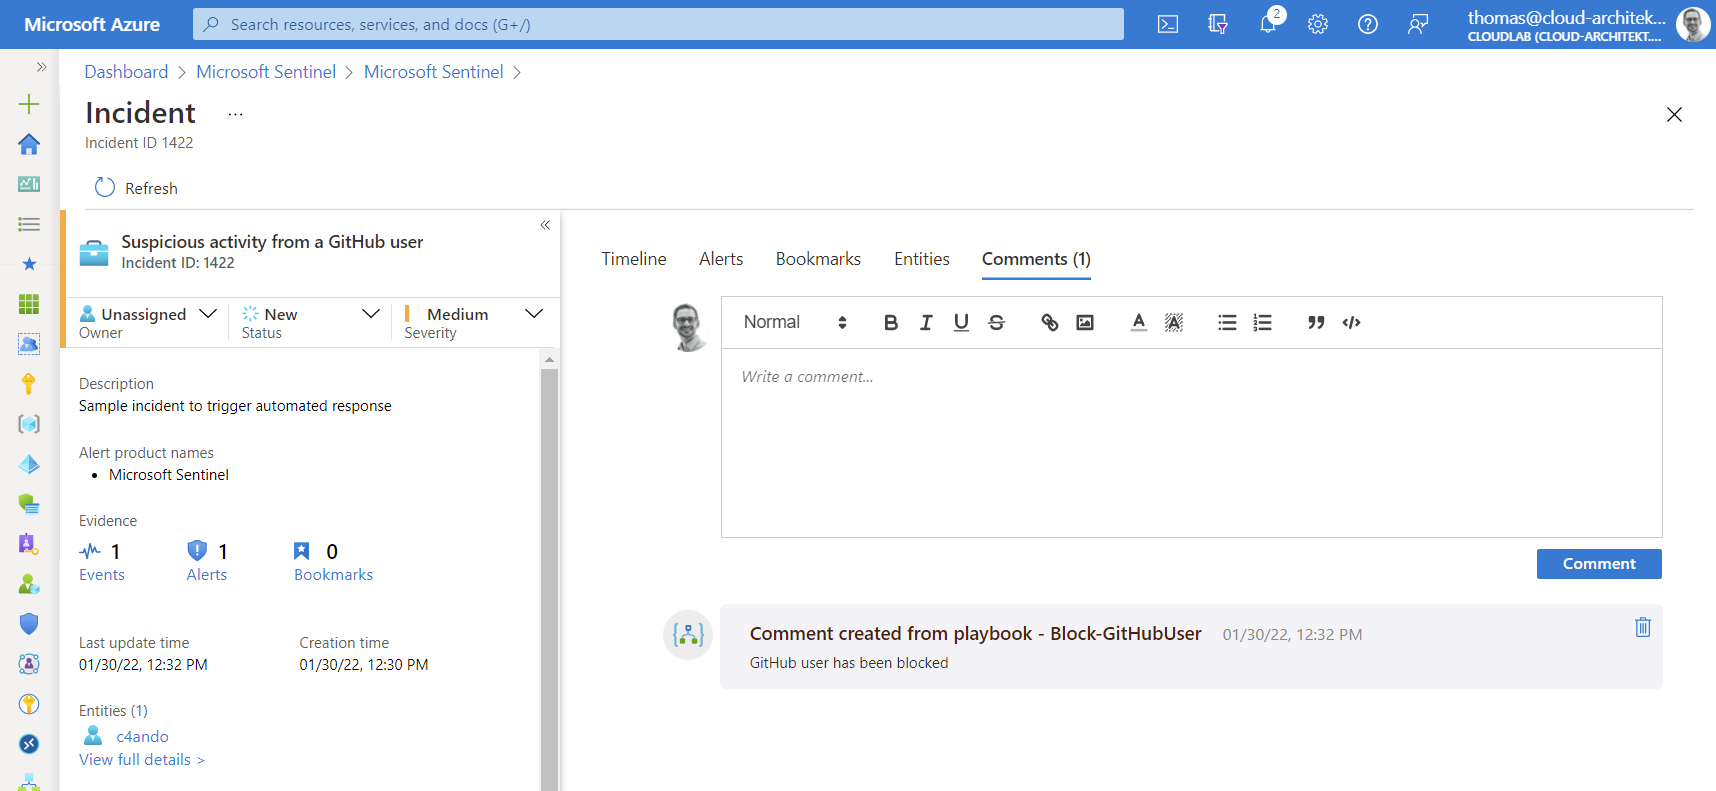 Microsoft Azure
Search resources, services, and docs (G+/)
2
thomas@cloud-architek...
CLOUDLAB (CLOUD-ARCHITEKT....
Dashboard > Microsoft Sentinel > Microsoft Sentinel >
Incident ...
Incident ID 1422
Refresh
Suspicious activity from a GitHub user
Incident ID: 1422
Unassigned
Owner
New
Status
Medium
Severity
Description
Sample incident to trigger automated response
Alert product names
• Microsoft Sentinel
Evidence
1
Events
1
Alerts
0
Bookmarks
Last update time
01/30/22, 12:32 PM
Creation time
01/30/22, 12:30 PM
Entities (1)
c4ando
View full details >
Timeline Alerts Bookmarks Entities Comments (1)
Normal
Write a comment...
Comment
Comment created from playbook - Block-GitHubUser 01/30/22, 12:32 PM
GitHub user has been blocked